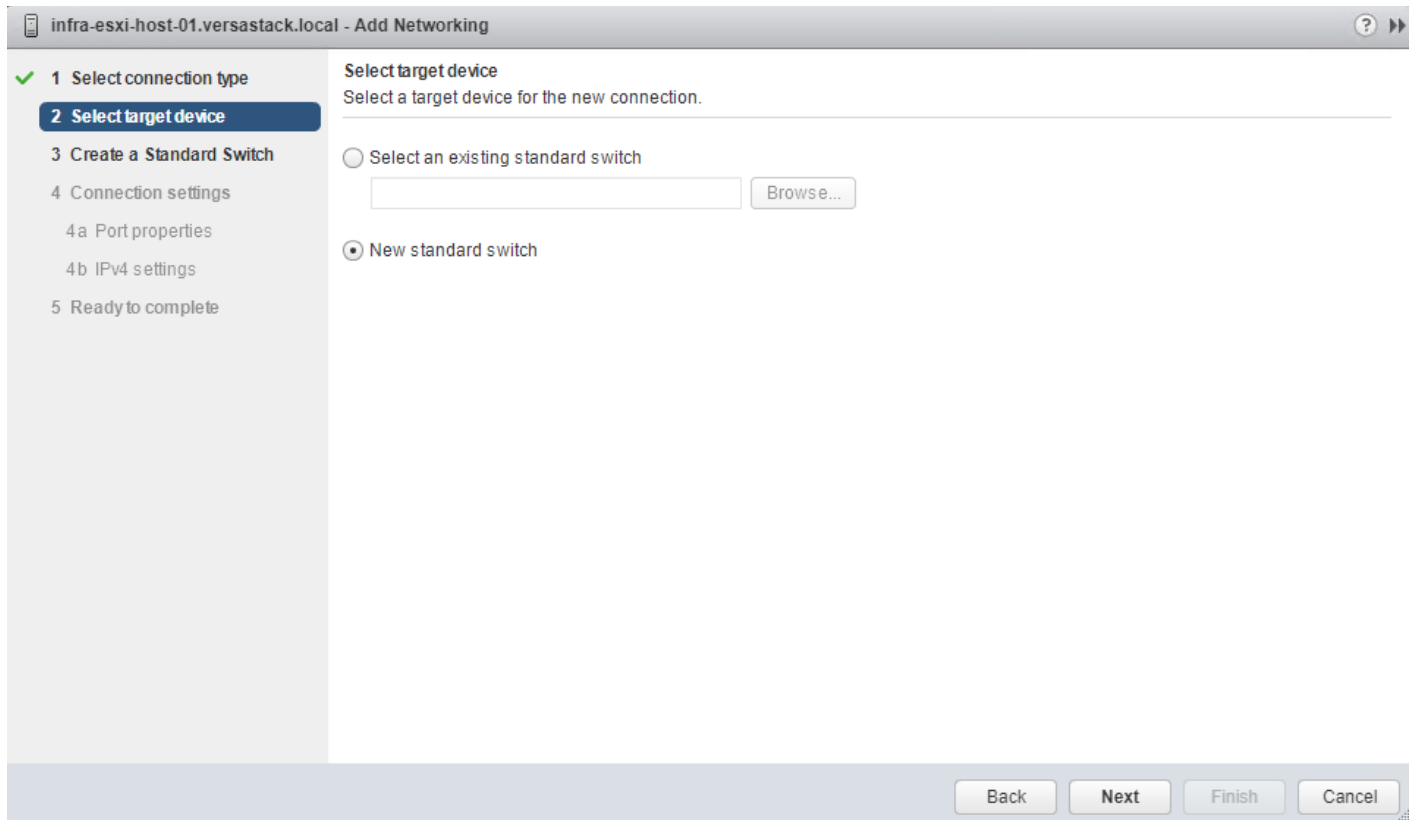 infra-esxi-host-01.versastack.local - Add Networking
?
1 Select connection type
2 Select target device
3 Create a Standard Switch
4 Connection settings
4a Port properties
4b IPv4 settings
5 Ready to complete
Select target device
Select a target device for the new connection.
Select an existing standard switch
Browse...
New standard switch
Back Next Finish Cancel